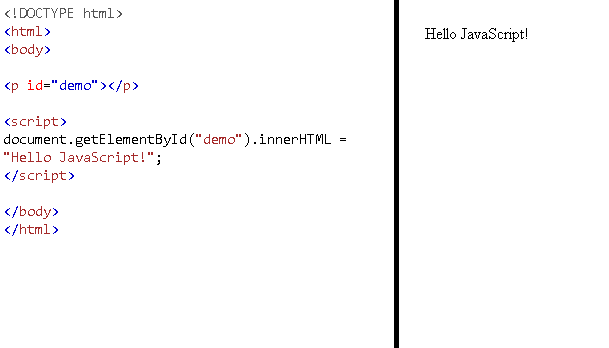 <!DOCTYPE html>
<html>
<body>
<p id="demo"></p>
<script>
document.getElementById("demo").innerHTML =
"Hello JavaScript!";
</script>
</body>
</html>
Hello JavaScript!